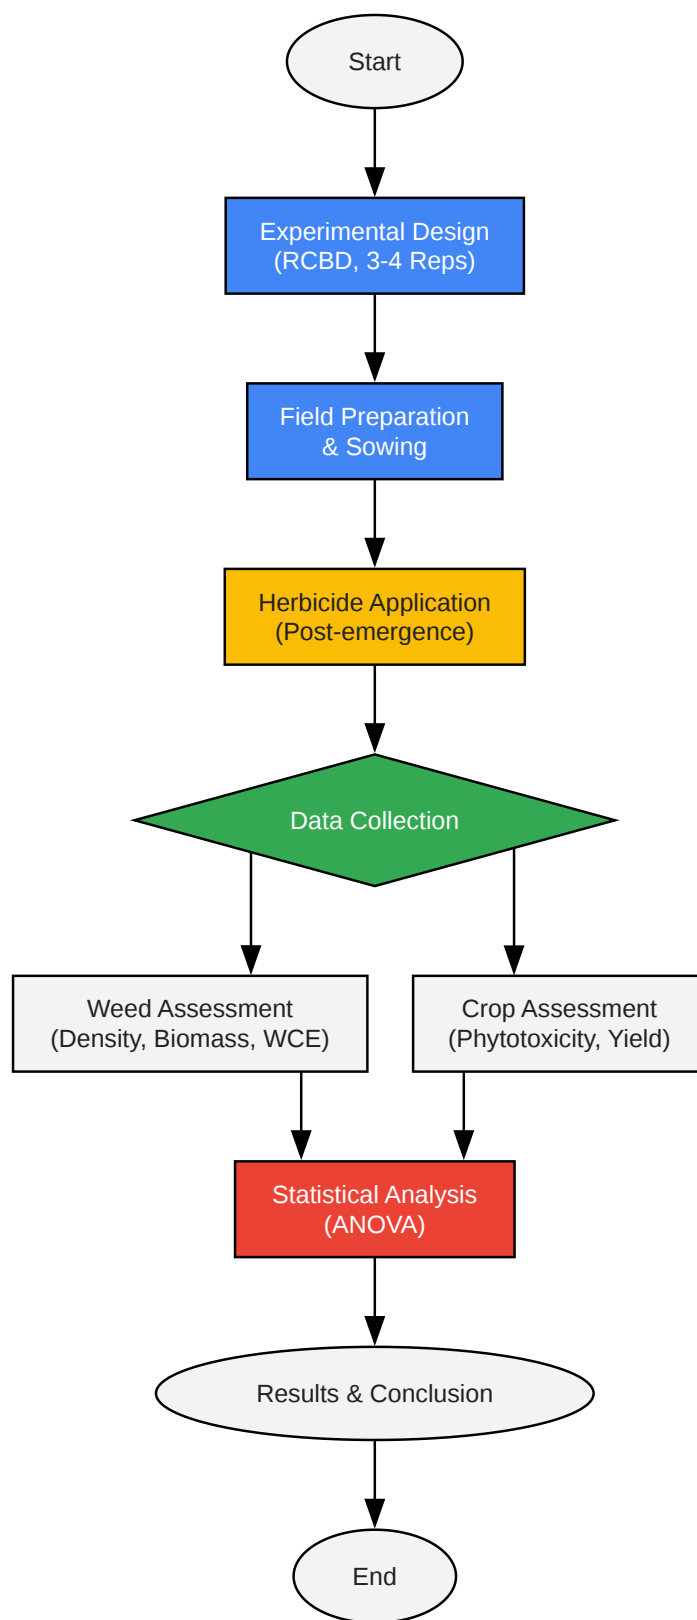 Start
Experimental Design
(RCBD, 3-4 Reps)
Field Preparation
& Sowing
Herbicide Application
(Post-emergence)
Data Collection
Weed Assessment
(Density, Biomass, WCE)
Crop Assessment
(Phytotoxicity, Yield)
Statistical Analysis
(ANOVA)
Results & Conclusion
End